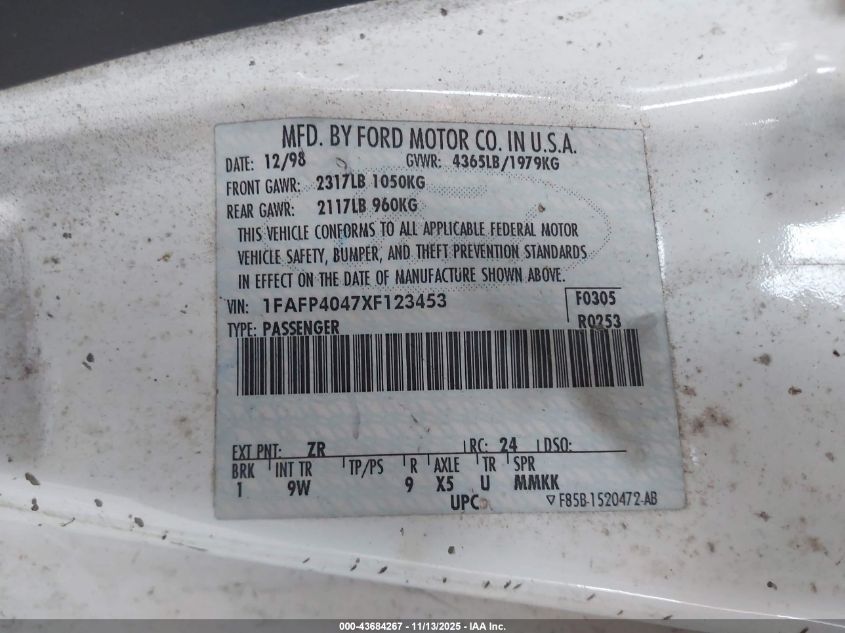 MFD. BY FORD MOTOR CO. IN U.S.A.
DATE: 12/98 GVWR: 4365LB/1979KG
FRONT GAWR: 2317LB 1050KG
REAR GAWR: 2117LB 960KG
THIS VEHICLE CONFORMS TO ALL APPLICABLE FEDERAL MOTOR
VEHICLE SAFETY, BUMPER, AND THEFT PREVENTION STANDARDS
IN EFFECT ON THE DATE OF MANUFACTURE SHOWN ABOVE.
VIN: 1FAFP4047XF123453 F0305
TYPE: PASSENGER R0253
EXT PNT: ZR RC: 24 DSO:
BRK INT TR TP/PS R AXLE TR SPR
1 9W 9 X5 U MMKK
UPC ▽ F85B-1520472-AB
000-43684267 - 11/13/2025 - IAA Inc.